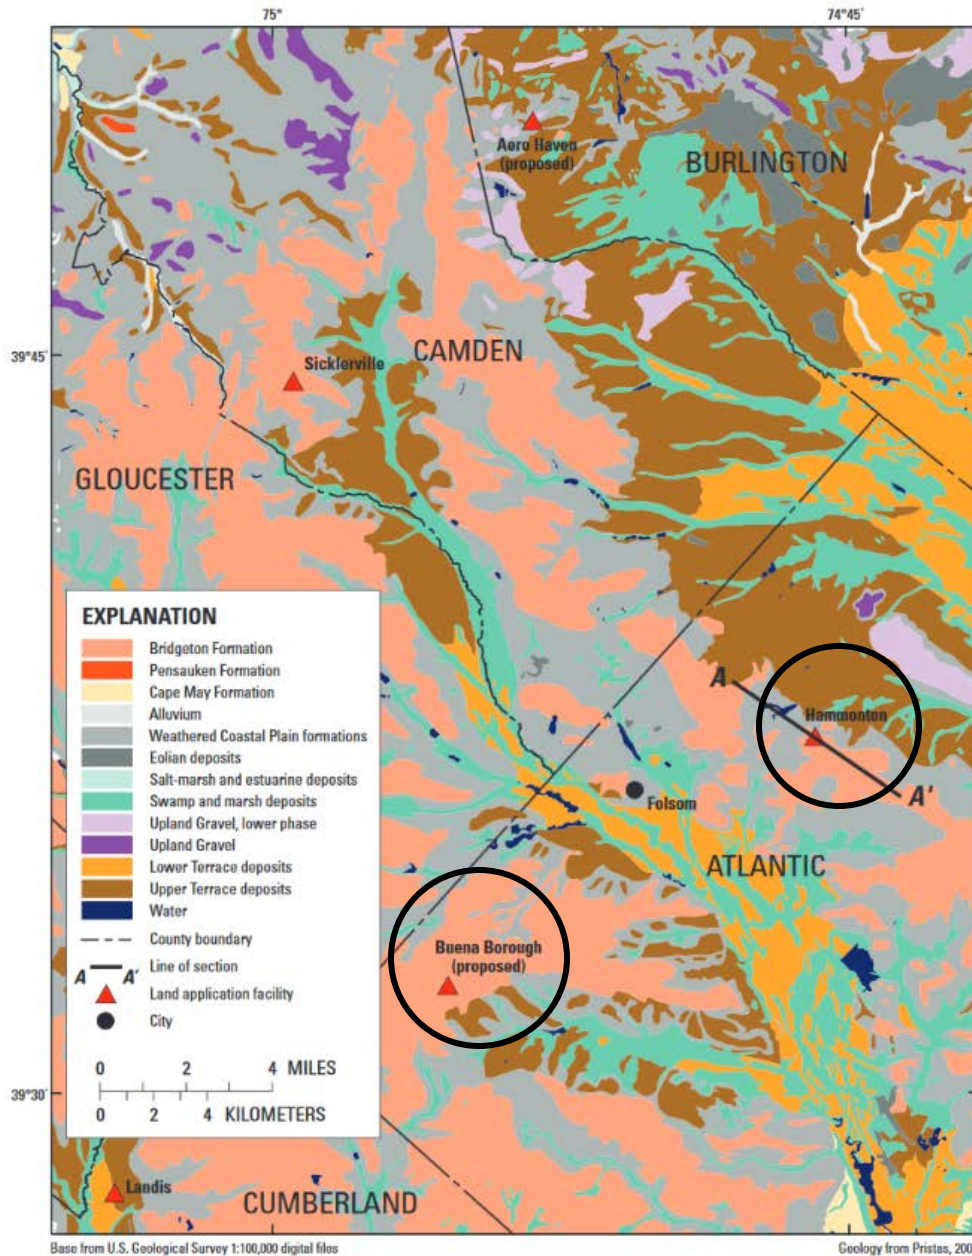 75°
74°45'
Aero Haven
(proposed)
BURLINGTON
39°45'
CAMDEN
Sicklerville
GLOUCESTER
EXPLANATION
Bridgeton Formation
Pensauken Formation
Cape May Formation
Alluvium
Weathered Coastal Plain formations
Eolian deposits
Salt-marsh and estuarine deposits
Swamp and marsh deposits
Upland Gravel, lower phase
Upland Gravel
Lower Terrace deposits
Upper Terrace deposits
Water
County boundary
A A' Line of section
Land application facility
City
0 2 4 MILES
0 2 4 KILOMETERS
A
Hammonton
A'
Folsom
ATLANTIC
Buena Borough
(proposed)
39°30'
Landis
CUMBERLAND
Base from U.S. Geological Survey 1:100,000 digital files
Geology from Pristas, 200